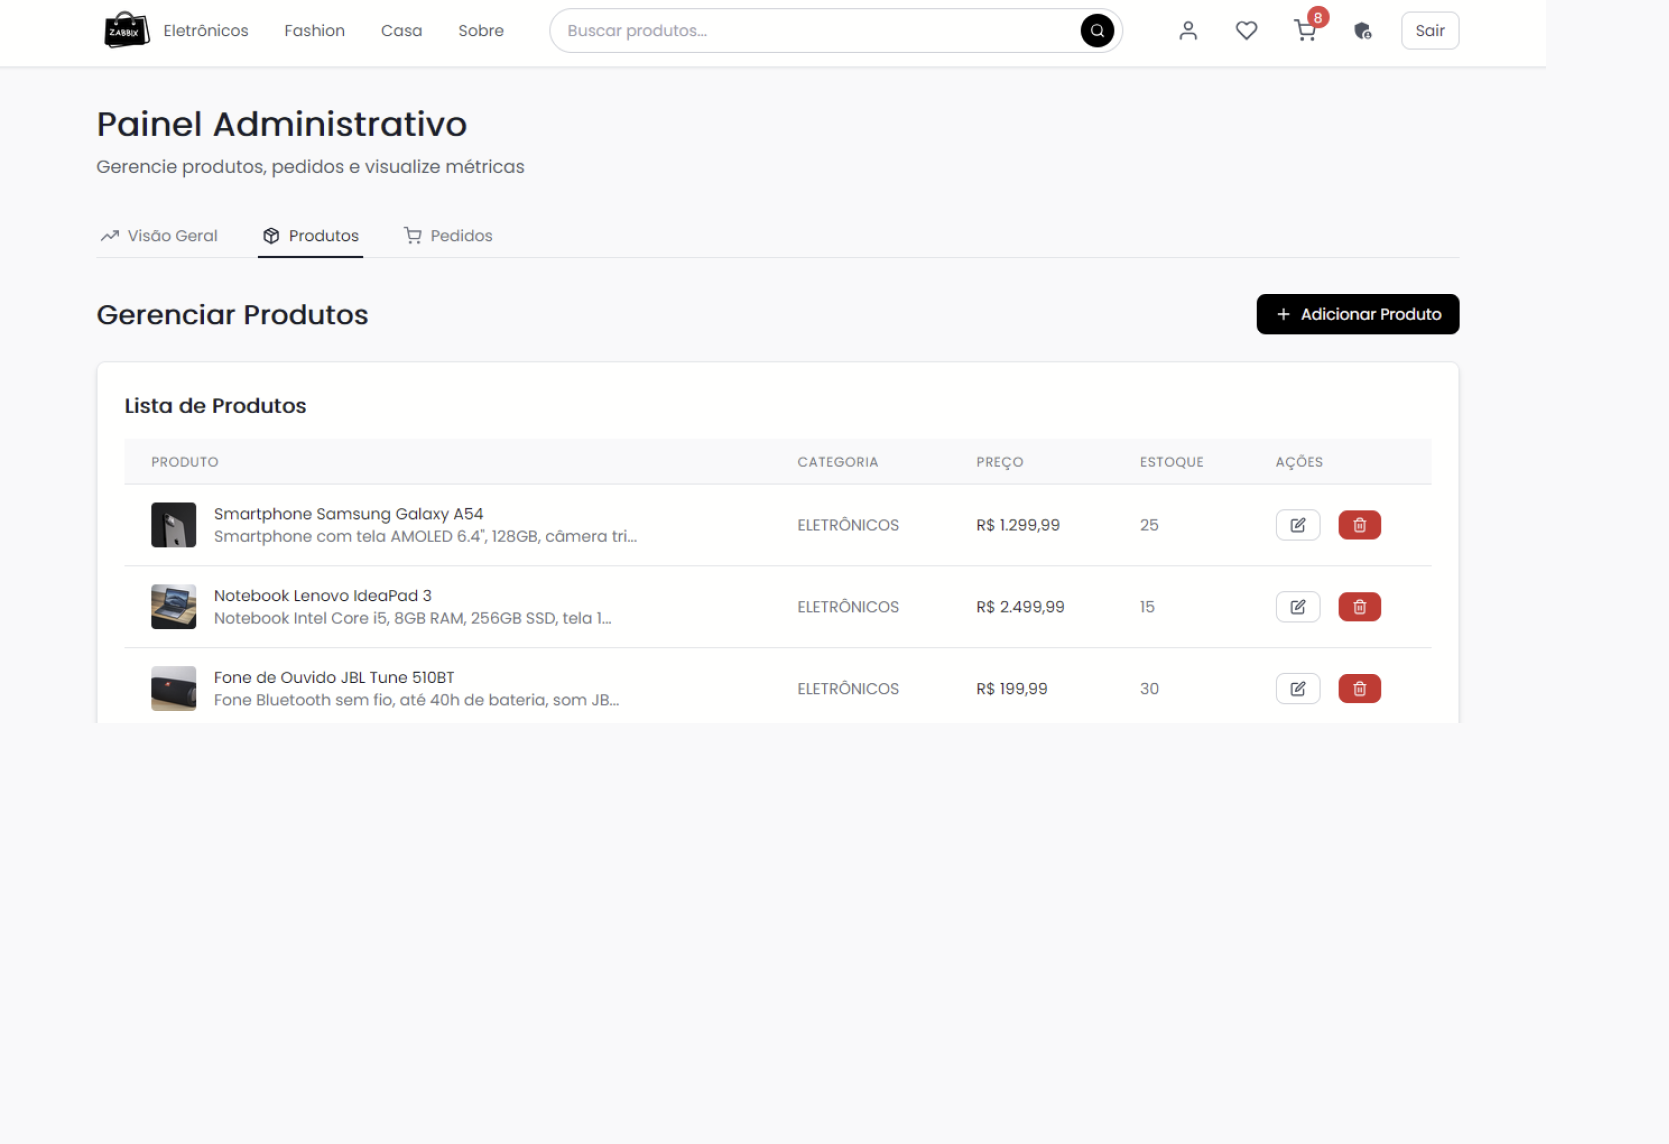 ZABBIX Eletrônicos Fashion Casa Sobre Buscar produtos... 8 Sair
Painel Administrativo
Gerencie produtos, pedidos e visualize métricas
Visão Geral Produtos Pedidos
Gerenciar Produtos + Adicionar Produto
Lista de Produtos
PRODUTO CATEGORIA PREÇO ESTOQUE AÇÕES
Smartphone Samsung Galaxy A54
Smartphone com tela AMOLED 6.4", 128GB, câmera tri... ELETRÔNICOS R$ 1.299,99 25
Notebook Lenovo IdeaPad 3
Notebook Intel Core i5, 8GB RAM, 256GB SSD, tela 1... ELETRÔNICOS R$ 2.499,99 15
Fone de Ouvido JBL Tune 510BT
Fone Bluetooth sem fio, até 40h de bateria, som JB... ELETRÔNICOS R$ 199,99 30